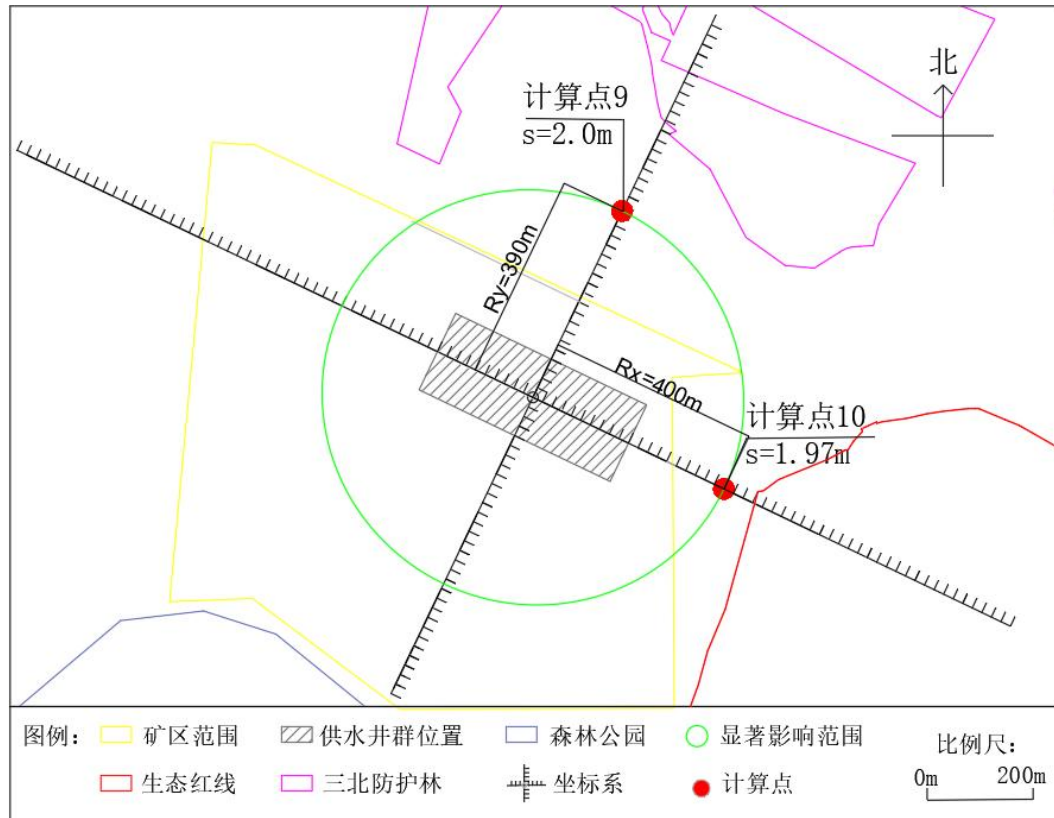 北
计算点9
s=2.0m
Ry=390m
Rx=400m
计算点10
s=1.97m
图例：
矿区范围
供水井群位置
森林公园
显著影响范围
比例尺：
生态红线
三北防护林
坐标系
计算点
0m 200m